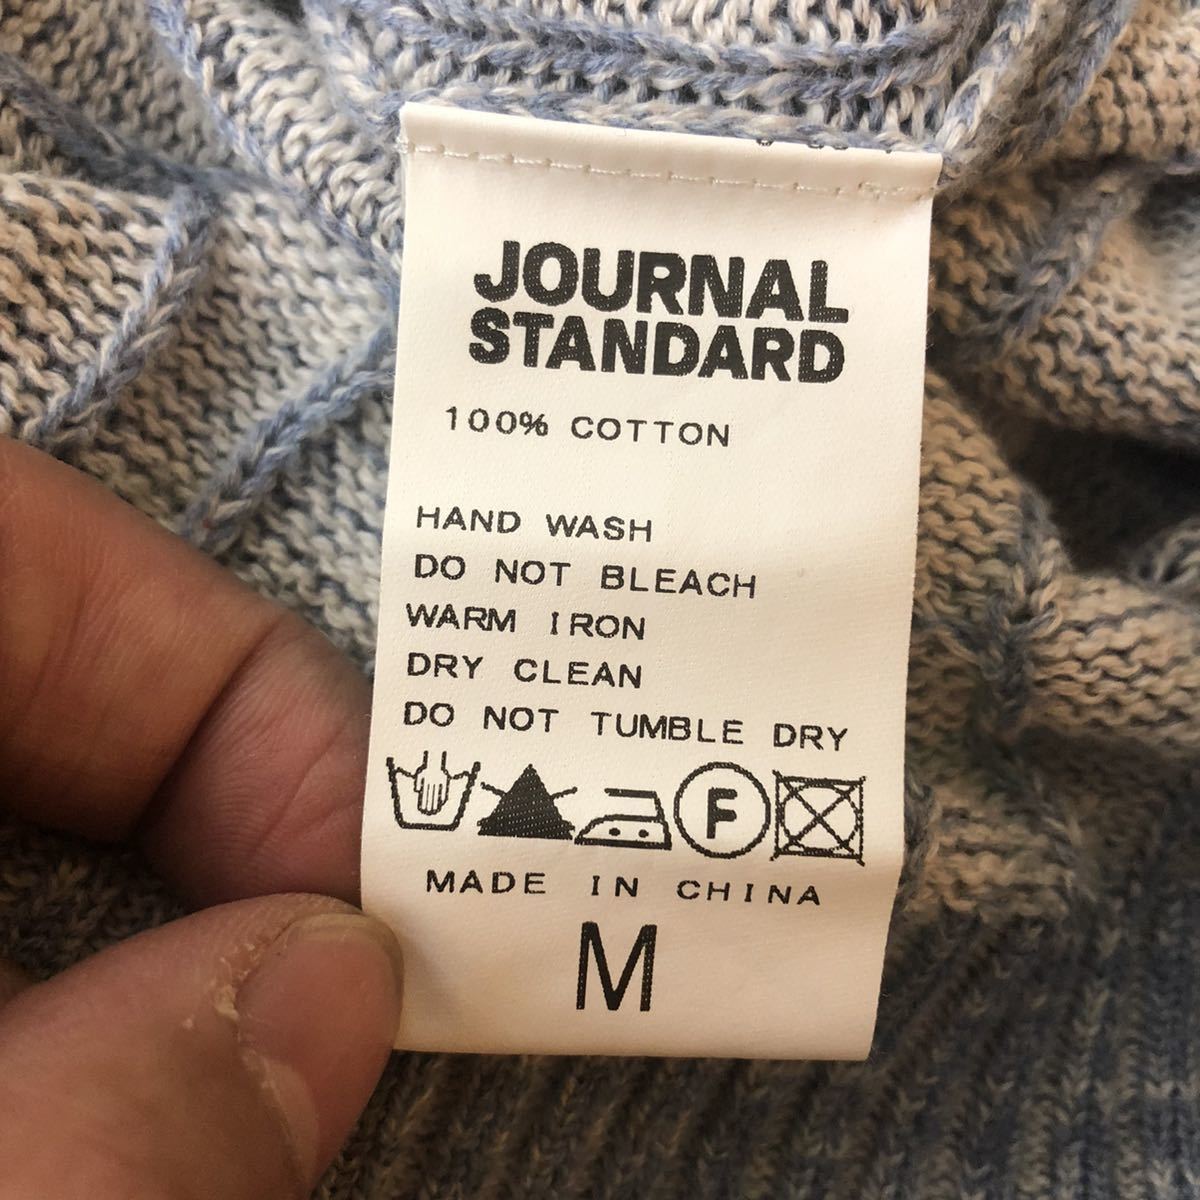 JOURNAL
STANDARD
100% COTTON
HAND WASH
DO NOT BLEACH
WARM IRON
DRY CLEAN
DO NOT TUMBLE DRY
F
MADE IN CHINA
M